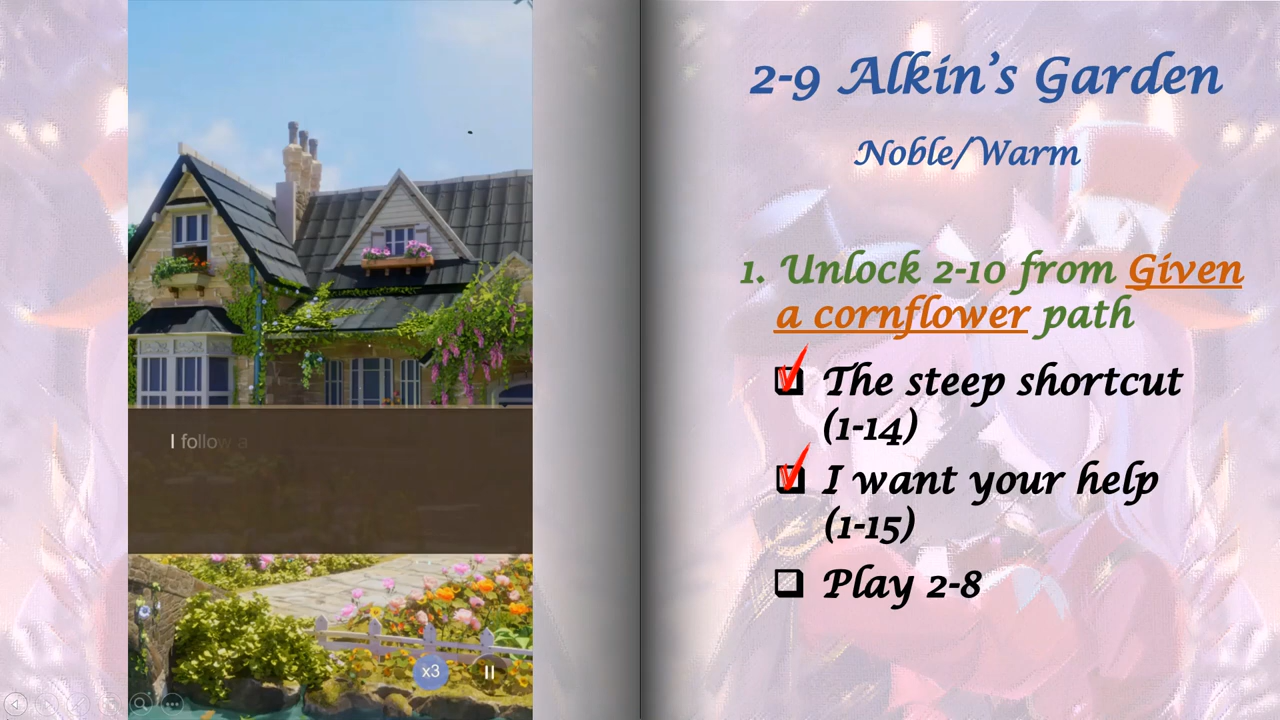 I follow a
x3
2-9 Alkin's Garden
Noble/Warm
1. Unlock 2-10 from Given
a cornflower path
The steep shortcut
(1-14)
I want your help
(1-15)
Play 2-8